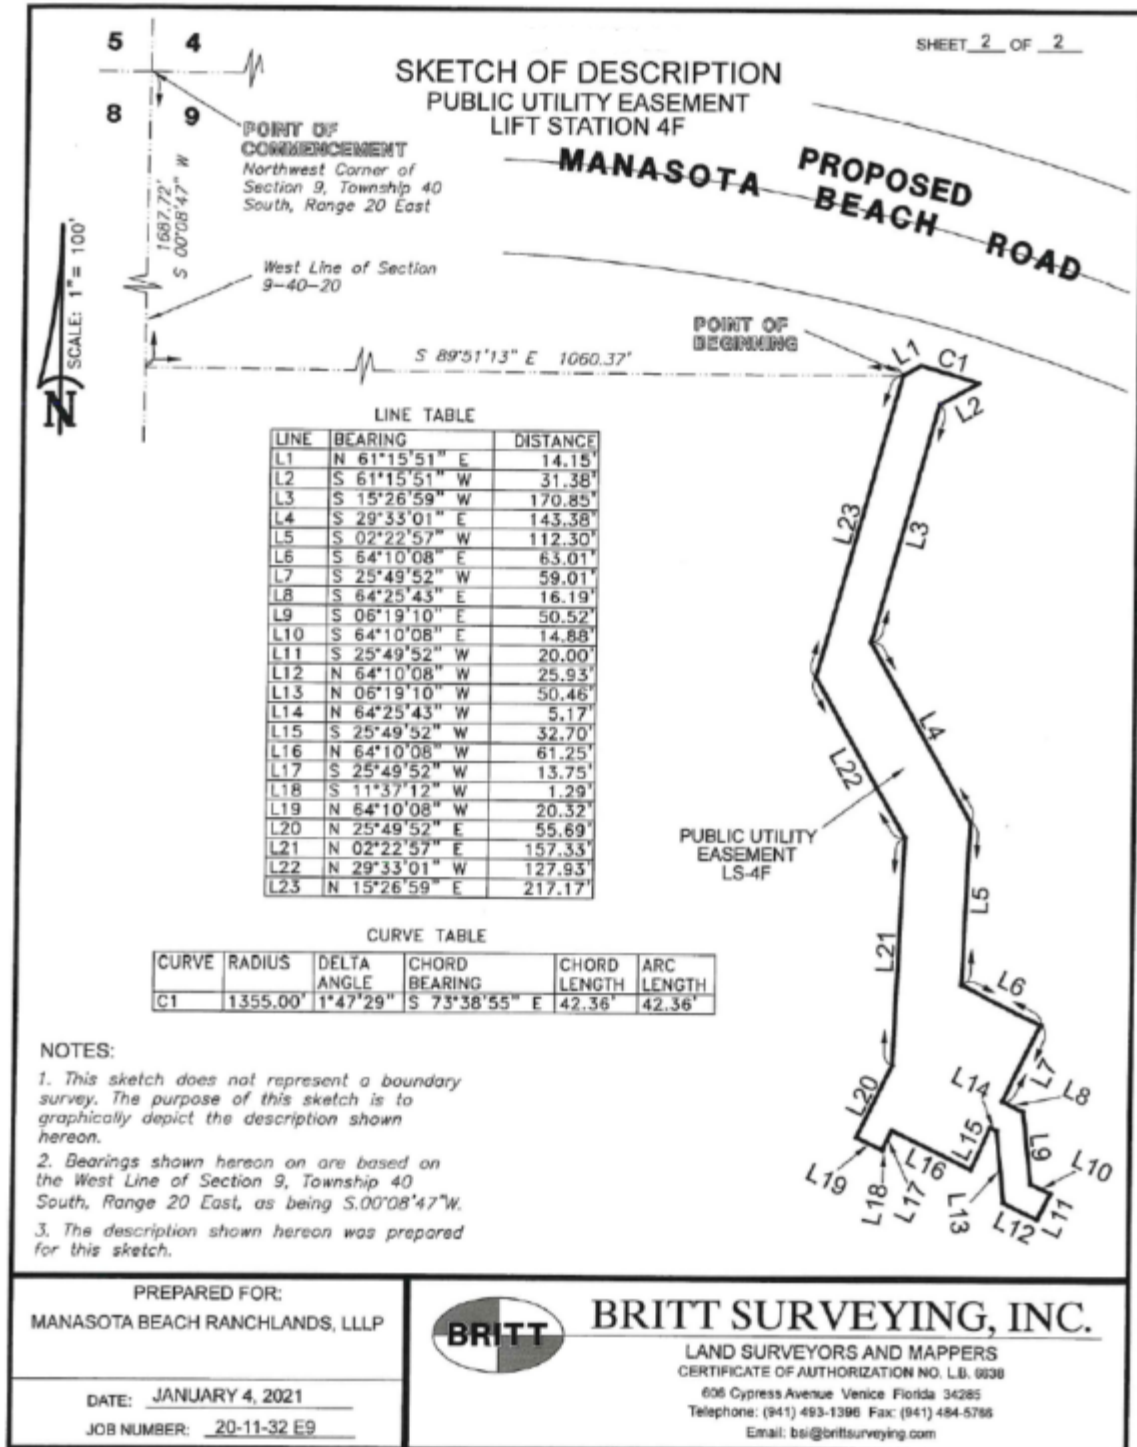 SHEET 2 OF 2
5 4
8 9
SKETCH OF DESCRIPTION
PUBLIC UTILITY EASEMENT
LIFT STATION 4F
POINT OF
COMMENCEMENT
Northwest Corner of
Section 9, Township 40
South, Range 20 East
1687.72'
S 00°08'47" W
PROPOSED
MANASOTA BEACH ROAD
SCALE: 1"= 100'
N
West Line of Section
9-40-20
POINT OF
BEGINNING
S 89°51'13" E 1060.37'
L1
C1
L2
L23
L3
L4
L22
PUBLIC UTILITY
EASEMENT
LS-4F
L5
L21
L6
L7
L14
L8
L20
L15
L9
L10
L16
L19
L18
L17
L13
L12
L11
LINE TABLE
LINE BEARING DISTANCE
L1 N 61°15'51" E 14.15'
L2 S 61°15'51" W 31.38'
L3 S 15°26'59" W 170.85'
L4 S 29°33'01" E 143.38'
L5 S 02°22'57" W 112.30'
L6 S 64°10'08" E 63.01'
L7 S 25°49'52" W 59.01'
L8 S 64°25'43" E 16.19'
L9 S 06°19'10" E 50.52'
L10 S 64°10'08" E 14.88'
L11 S 25°49'52" W 20.00'
L12 N 64°10'08" W 25.93'
L13 N 06°19'10" W 50.46'
L14 N 64°25'43" W 5.17'
L15 S 25°49'52" W 32.70'
L16 N 64°10'08" W 61.25'
L17 S 25°49'52" W 13.75'
L18 S 11°37'12" W 1.29'
L19 N 64°10'08" W 20.32'
L20 N 25°49'52" E 55.69'
L21 N 02°22'57" E 157.33'
L22 N 29°33'01" W 127.93'
L23 N 15°26'59" E 217.17'
CURVE TABLE
CURVE RADIUS DELTA CHORD CHORD ARC
ANGLE BEARING LENGTH LENGTH
C1 1355.00' 1°47'29" S 73°38'55" E 42.36' 42.36'
NOTES:
1. This sketch does not represent a boundary
survey. The purpose of this sketch is to
graphically depict the description shown
hereon.
2. Bearings shown hereon on are based on
the West Line of Section 9, Township 40
South, Range 20 East, as being S.00°08'47"W.
3. The description shown hereon was prepared
for this sketch.
PREPARED FOR:
MANASOTA BEACH RANCHLANDS, LLLP
DATE: JANUARY 4, 2021
JOB NUMBER: 20-11-32 E9
BRITT
BRITT SURVEYING, INC.
LAND SURVEYORS AND MAPPERS
CERTIFICATE OF AUTHORIZATION NO. L.B. 6638
606 Cypress Avenue Venice Florida 34285
Telephone: (941) 493-1396 Fax: (941) 484-5766
Email: bsi@brittsurveying.com